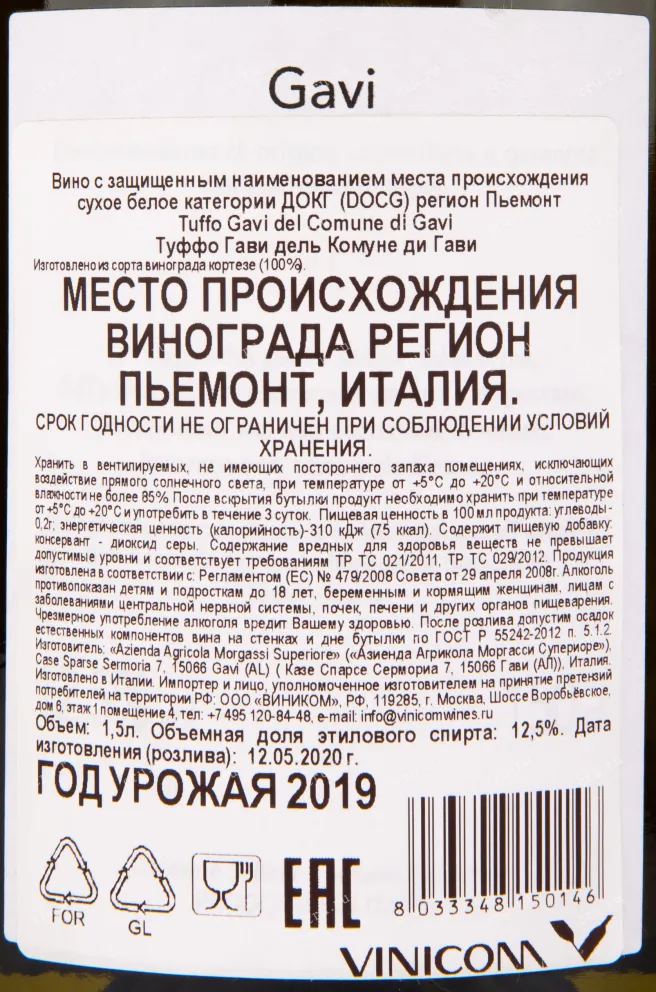 Gavi
Вино с защищенным наименованием места происхождения
сухое белое категории ДОКГ (DOCG) регион Пьемонт
Tuffo Gavi del Comune di Gavi
Туффо Гави дель Комуне ди Гави
Изготовлено из сорта винограда кортезе (100%).
МЕСТО ПРОИСХОЖДЕНИЯ
ВИНОГРАДА РЕГИОН
ПЬЕМОНТ, ИТАЛИЯ.
СРОК ГОДНОСТИ НЕ ОГРАНИЧЕН ПРИ СОБЛЮДЕНИИ УСЛОВИЙ
ХРАНЕНИЯ.
Хранить в вентилируемых, не имеющих постороннего запаха помещениях, исключающих
воздействие прямого солнечного света, при температуре от +5°С до +20°С и относительной
влажности не более 85% После вскрытия бутылки продукт необходимо хранить при температуре
от +5°С до +20°С и употребить в течение 3 суток. Пищевая ценность в 100 мл продукта: углеводы-
0,2г; энергетическая ценность (калорийность)-310 кДж (75 ккал). Содержит пищевую добавку:
консервант - диоксид серы. Содержание вредных для здоровья веществ не превышает
допустимые уровни и соответствует требованиям ТР ТС 021/2011, ТР ТС 029/2012. Продукция
изготовлена в соответствии с: Регламентом (ЕС) № 479/2008 Совета от 29 апреля 2008г. Алкоголь
противопоказан детям и подросткам до 18 лет, беременным и кормящим женщинам, лицам с
заболеваниями центральной нервной системы, почек, печени и других органов пищеварения.
Чрезмерное употребление алкоголя вредит Вашему здоровью. После розлива допустим осадок
естественных компонентов вина на стенках и дне бутылки по ГОСТ Р 55242-2012 п. 5.1.2.
Изготовитель: «Azienda Agricola Morgassi Superiore» («Азиенда Агрикола Моргасси Супериоре»),
Case Sparse Sermoria 7, 15066 Gavi (AL) ( Казе Спарсе Сермориа 7, 15066 Гави (АЛ)), Италия.
Изготовлено в Италии. Импортер и лицо, уполномоченное изготовителем на принятие претензий
потребителей на территории РФ: ООО «ВИНИКОМ», РФ, 119285, г. Москва, Шоссе Воробьёвское,
дом 6, этаж 1 помещение 4, тел: +7 495 120-84-48, e-mail: info@vinicomwines.ru
Объем: 1,5л. Объемная доля этилового спирта: 12,5%. Дата
изготовления (розлива): 12.05.2020 г.
ГОД УРОЖАЯ 2019
FOR
GL
EAC
8 033348 150146
VINICOM